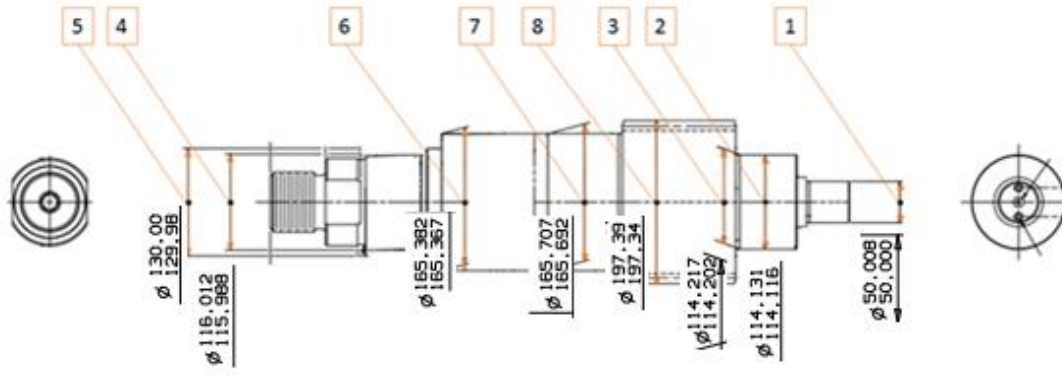 5 4 6 7 8 3 2 1
Ø 130.00
129.98
Ø 116.012
115.988
Ø 165.382
165.367
Ø 165.707
165.692
Ø 197.39
197.34
Ø 114.217
114.202
Ø 114.131
114.116
Ø 50.008
50.000